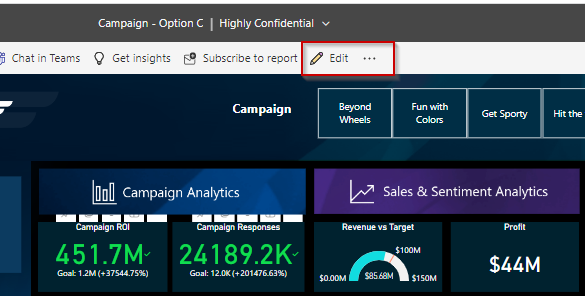 Campaign - Option C | Highly Confidential
Chat in Teams Get insights Subscribe to report Edit ...
Campaign
Beyond
Wheels
Fun with
Colors
Get Sporty
Hit the
Campaign Analytics
Sales & Sentiment Analytics
Campaign ROI
451.7M
Goal: 1.2M (+37544.75%)
Campaign Responses
24189.2K
Goal: 12.0K (+201476.63%)
Revenue vs Target
$100M
$0.00M $85.68M $150M
Profit
$44M